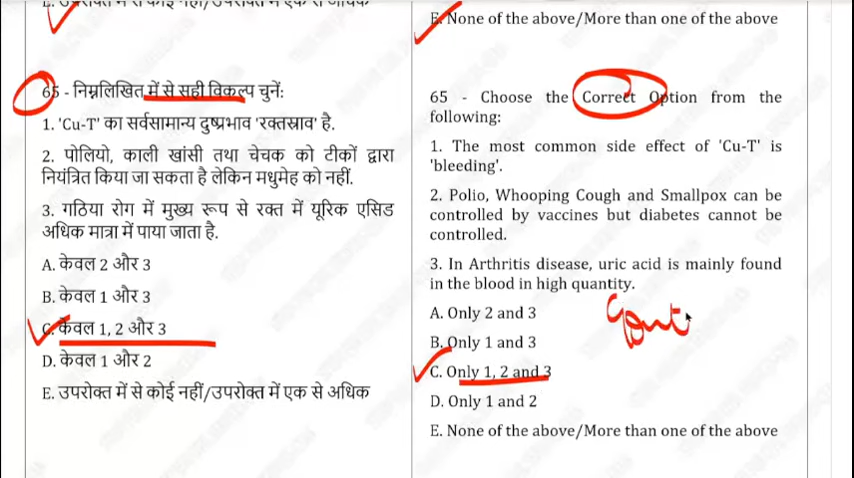 E. None of the above/More than one of the above
65 - निम्नलिखित में से सही विकल्प चुनें:
1. 'Cu-T' का सर्वसामान्य दुष्प्रभाव 'रक्तस्राव' है.
2. पोलियो, काली खांसी तथा चेचक को टीकों द्वारा
नियंत्रित किया जा सकता है लेकिन मधुमेह को नहीं.
3. गठिया रोग में मुख्य रूप से रक्त में यूरिक एसिड
अधिक मात्रा में पाया जाता है.
A. केवल 2 और 3
B. केवल 1 और 3
C. केवल 1, 2 और 3
D. केवल 1 और 2
E. उपरोक्त में से कोई नहीं/उपरोक्त में एक से अधिक
65 - Choose the Correct Option from the
following:
1. The most common side effect of 'Cu-T' is
'bleeding'.
2. Polio, Whooping Cough and Smallpox can be
controlled by vaccines but diabetes cannot be
controlled.
3. In Arthritis disease, uric acid is mainly found
in the blood in high quantity.
A. Only 2 and 3
Gout
B. Only 1 and 3
C. Only 1, 2 and 3
D. Only 1 and 2
E. None of the above/More than one of the above